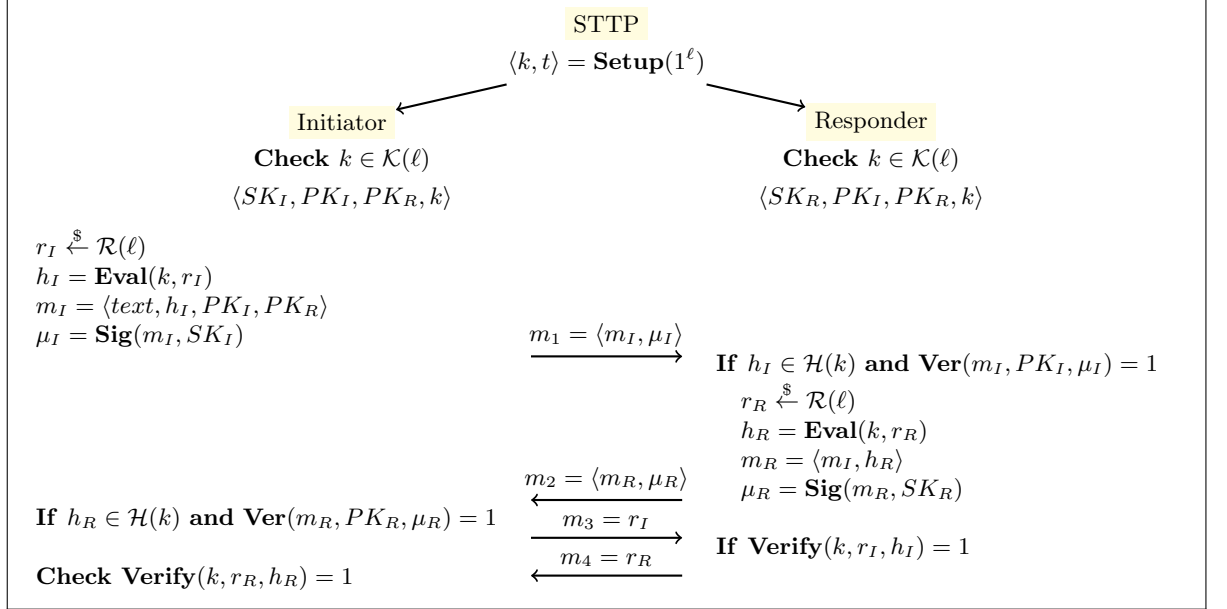 STTP
⟨k, t⟩ = Setup(1^ℓ)
Initiator
Responder
Check k ∈ 𝒦(ℓ)
Check k ∈ 𝒦(ℓ)
⟨SK_I, PK_I, PK_R, k⟩
⟨SK_R, PK_I, PK_R, k⟩
r_I ←$ ℛ(ℓ)
h_I = Eval(k, r_I)
m_I = ⟨text, h_I, PK_I, PK_R⟩
μ_I = Sig(m_I, SK_I)
m_1 = ⟨m_I, μ_I⟩
If h_I ∈ ℋ(k) and Ver(m_I, PK_I, μ_I) = 1
r_R ←$ ℛ(ℓ)
h_R = Eval(k, r_R)
m_R = ⟨m_I, h_R⟩
μ_R = Sig(m_R, SK_R)
m_2 = ⟨m_R, μ_R⟩
If h_R ∈ ℋ(k) and Ver(m_R, PK_R, μ_R) = 1
m_3 = r_I
If Verify(k, r_I, h_I) = 1
m_4 = r_R
Check Verify(k, r_R, h_R) = 1